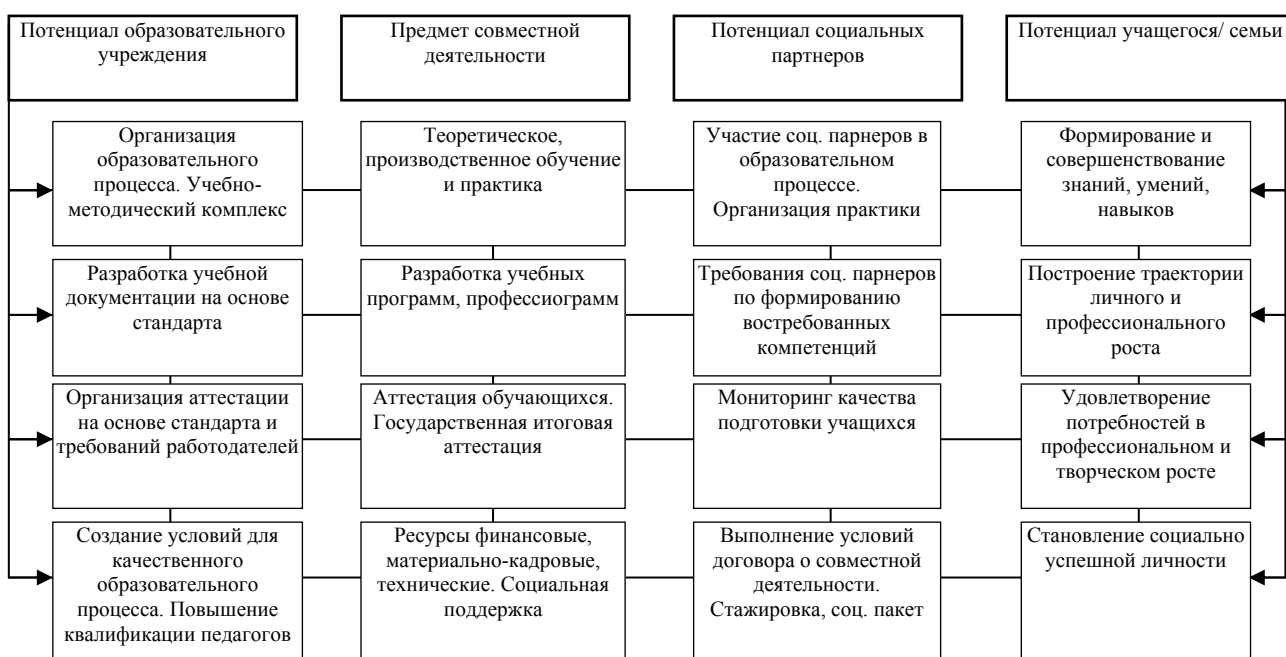 Потенциал образовательного
учреждения
Предмет совместной
деятельности
Потенциал социальных
партнеров
Потенциал учащегося/ семьи
Организация
образовательного
процесса. Учебно-
методический комплекс
Теоретическое,
производственное обучение
и практика
Участие соц. парнеров в
образовательном
процессе.
Организация практики
Формирование и
совершенствование
знаний, умений,
навыков
Разработка учебной
документации на основе
стандарта
Разработка учебных
программ, профессиограмм
Требования соц. парнеров
по формированию
востребованных
компетенций
Построение траектории
личного и
профессионального
роста
Организация аттестации
на основе стандарта и
требований работодателей
Аттестация обучающихся.
Государственная итоговая
аттестация
Мониторинг качества
подготовки учащихся
Удовлетворение
потребностей в
профессиональном и
творческом росте
Создание условий для
качественного
образовательного
процесса. Повышение
квалификации педагогов
Ресурсы финансовые,
материально-кадровые,
технические. Социальная
поддержка
Выполнение условий
договора о совместной
деятельности.
Стажировка, соц. пакет
Становление социально
успешной личности